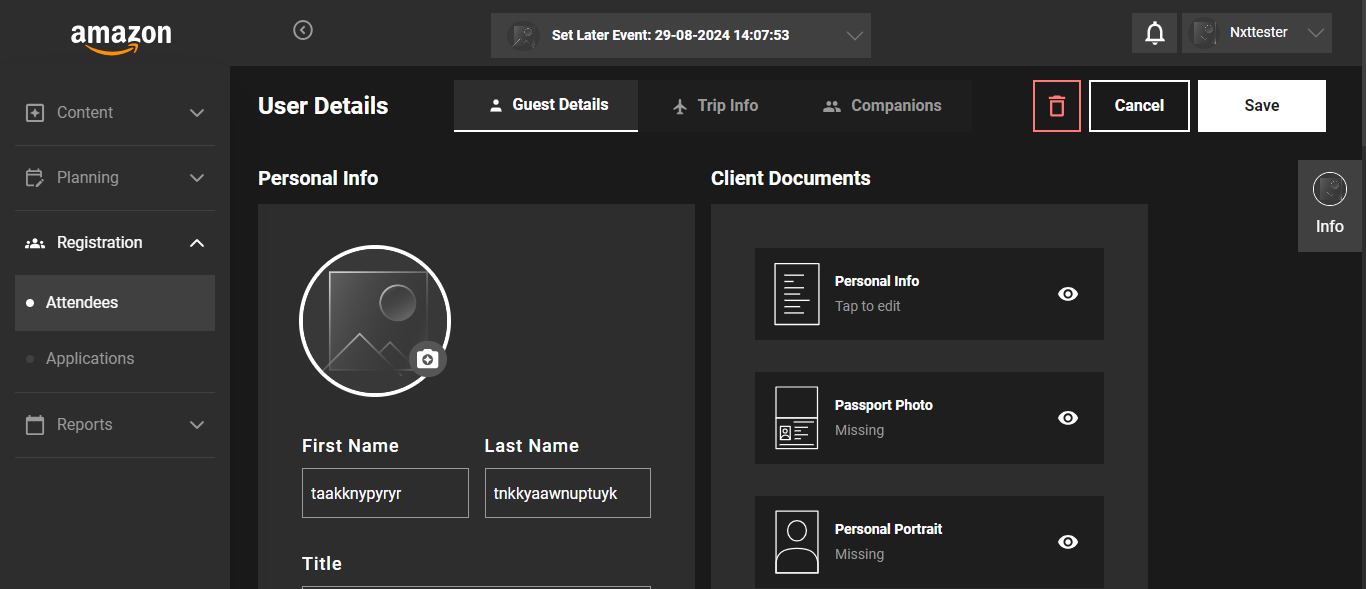 amazon
Set Later Event: 29-08-2024 14:07:53
Nxttester
Content
Planning
Registration
Attendees
Applications
Reports
User Details
Guest Details
Trip Info
Companions
Cancel
Save
Info
Personal Info
First Name
Last Name
taakknypyryr
tnkkyaawnuptuyk
Title
Client Documents
Personal Info
Tap to edit
Passport Photo
Missing
Personal Portrait
Missing